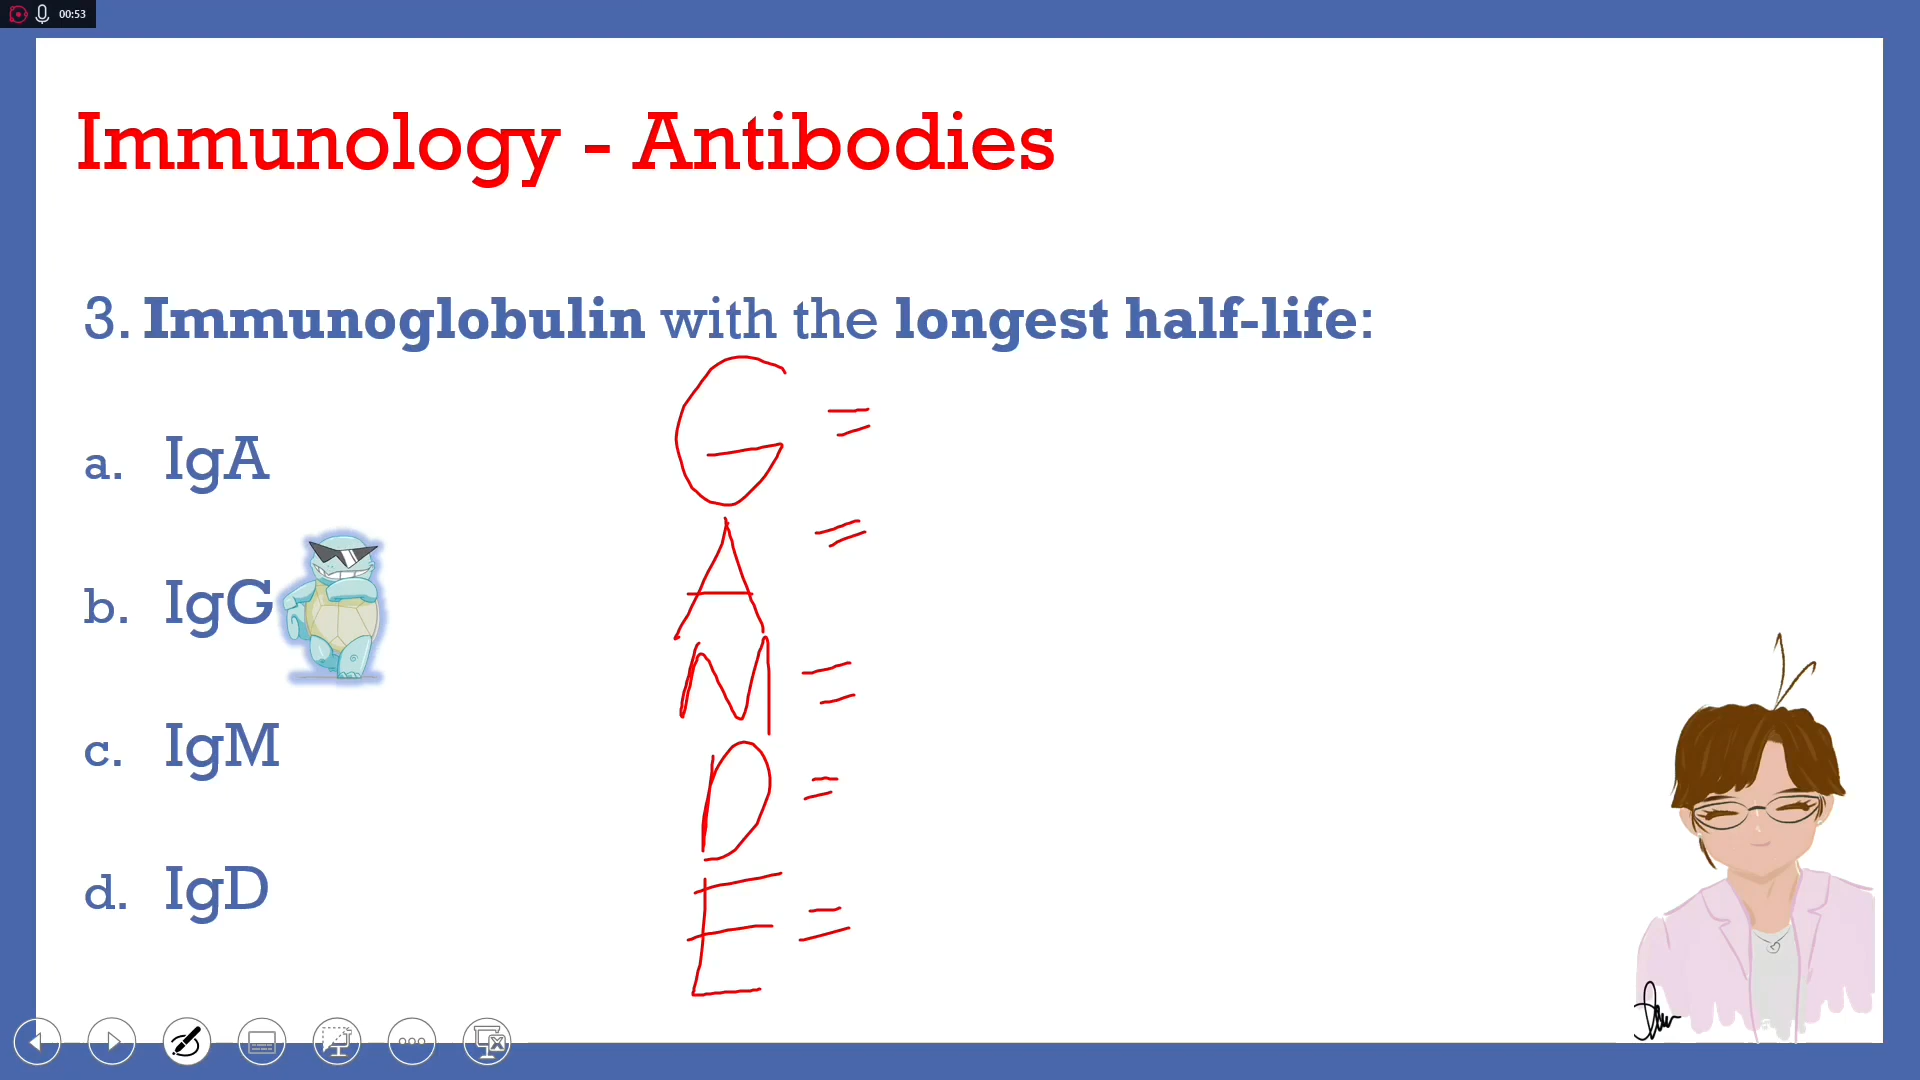 00:53
Immunology - Antibodies
3. Immunoglobulin with the longest half-life:
G =
a. IgA
A =
b. IgG
M =
c. IgM
D =
d. IgD
E =